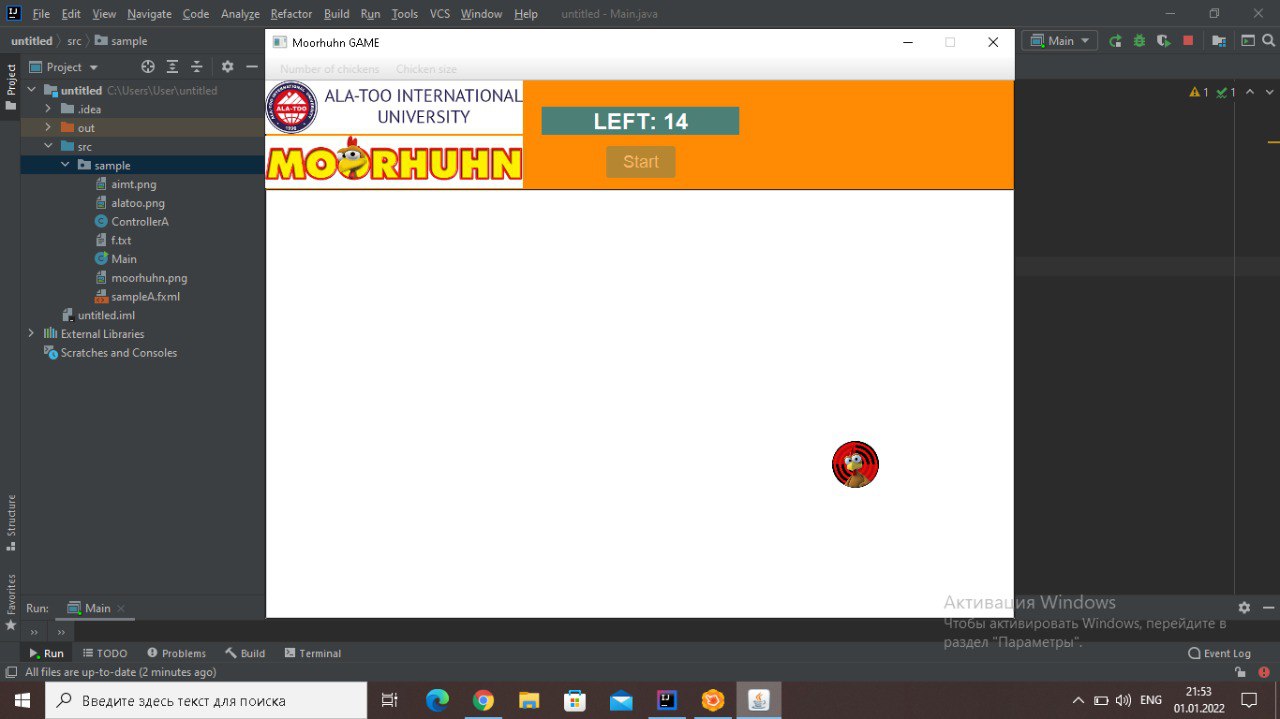 File Edit View Navigate Code Analyze Refactor Build Run Tools VCS Window Help untitled - Main.java
untitled src sample
Moorhuhn GAME
Main
Number of chickens Chicken size
Project
Project
untitled C:\Users\User\untitled
.idea
out
src
sample
aimt.png
alatoo.png
ControllerA
f.txt
Main
moorhuhn.png
sampleA.fxml
untitled.iml
External Libraries
Scratches and Consoles
ALA-TOO INTERNATIONAL
UNIVERSITY
ALA-TOO
1996
MOORHUHN
LEFT: 14
Start
1 1
Structure
Favorites
Активация Windows
Чтобы активировать Windows, перейдите в
раздел "Параметры".
Run: Main
Run TODO Problems Build Terminal Event Log
All files are up-to-date (2 minutes ago)
Введите здесь текст для поиска
ENG
21:53
01.01.2022